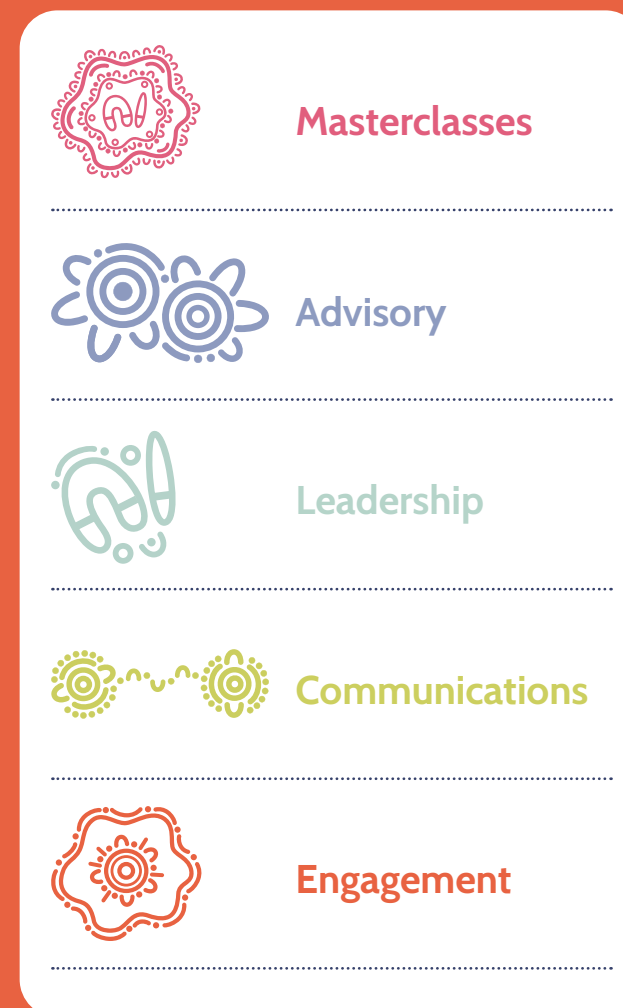 Masterclasses
Advisory
Leadership
Communications
Engagement